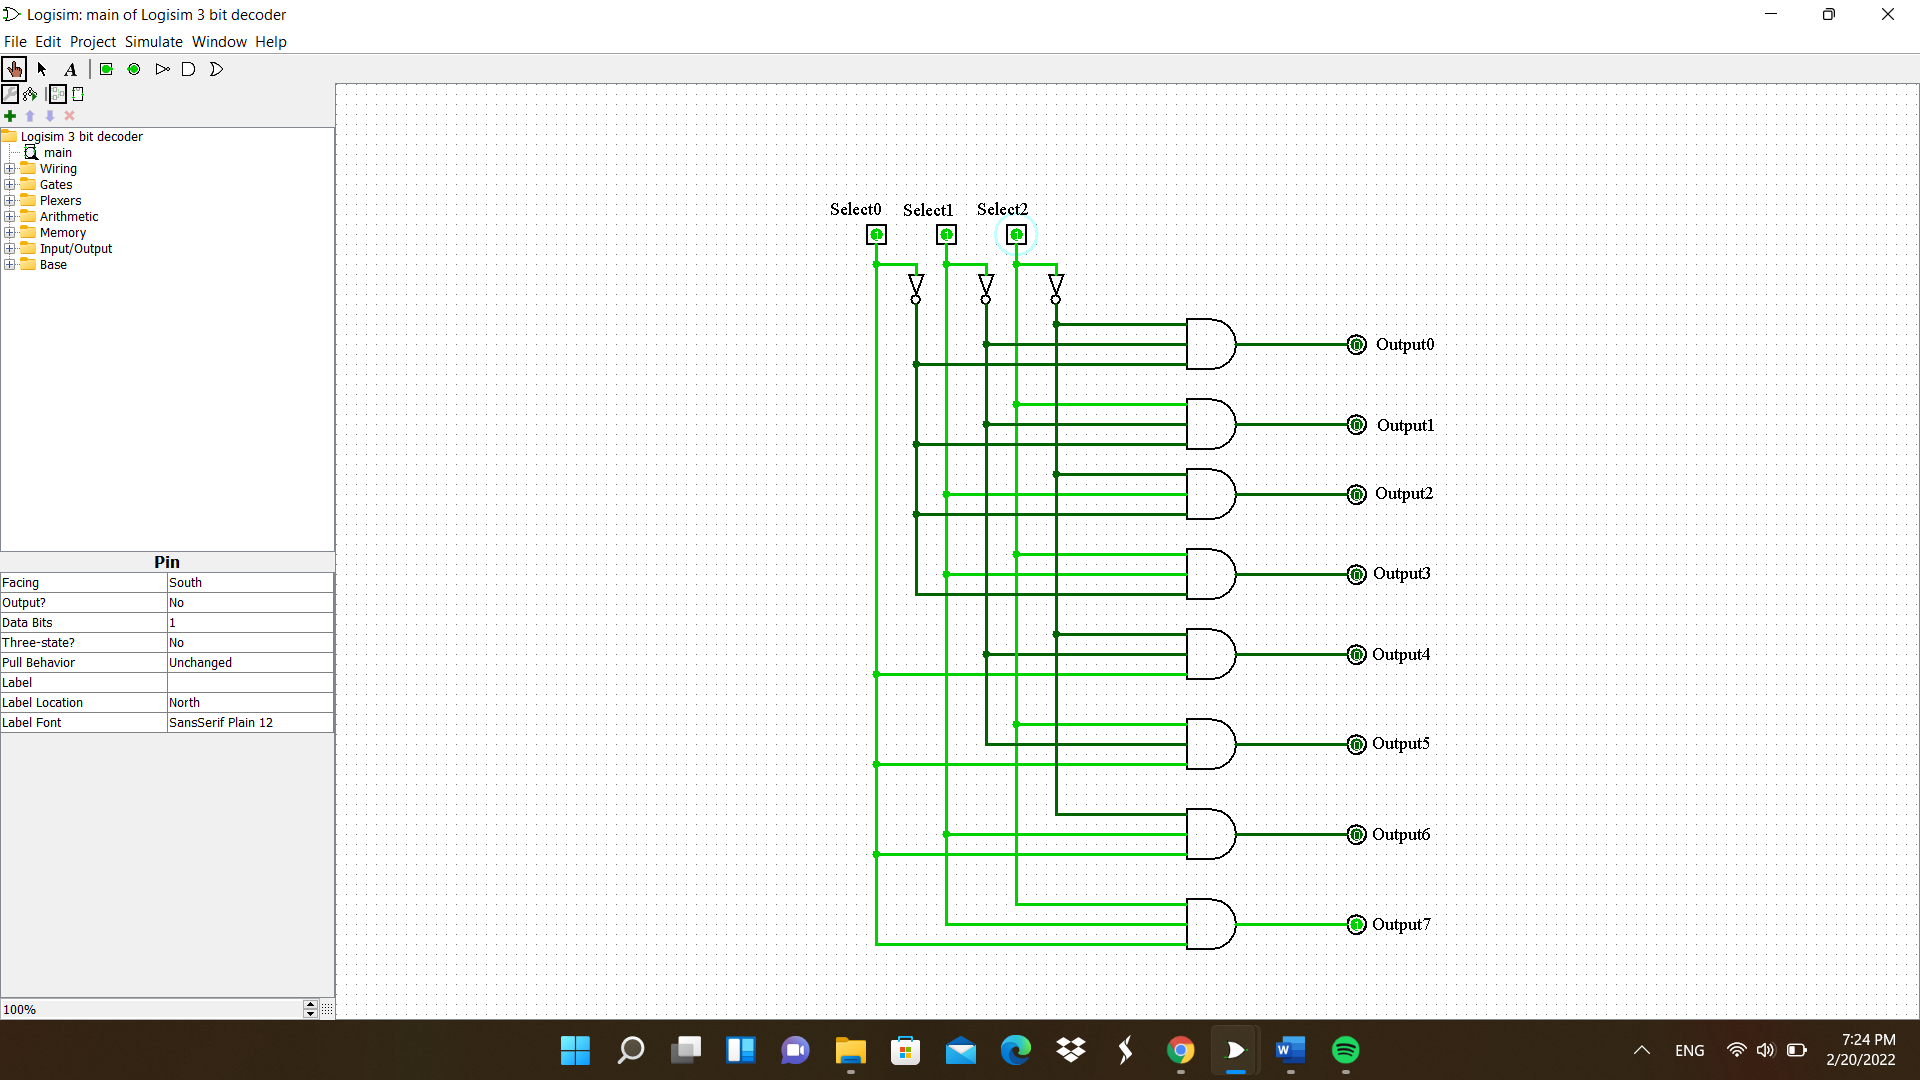 Logisim: main of Logisim 3 bit decoder
File Edit Project Simulate Window Help
A
Logisim 3 bit decoder
main
Wiring
Gates
Plexers
Arithmetic
Memory
Input/Output
Base
Pin
Facing South
Output? No
Data Bits 1
Three-state? No
Pull Behavior Unchanged
Label
Label Location North
Label Font SansSerif Plain 12
100%
Select0 Select1 Select2
1 1 1
0 Output0
0 Output1
0 Output2
0 Output3
0 Output4
0 Output5
0 Output6
1 Output7
W
ENG
7:24 PM
2/20/2022